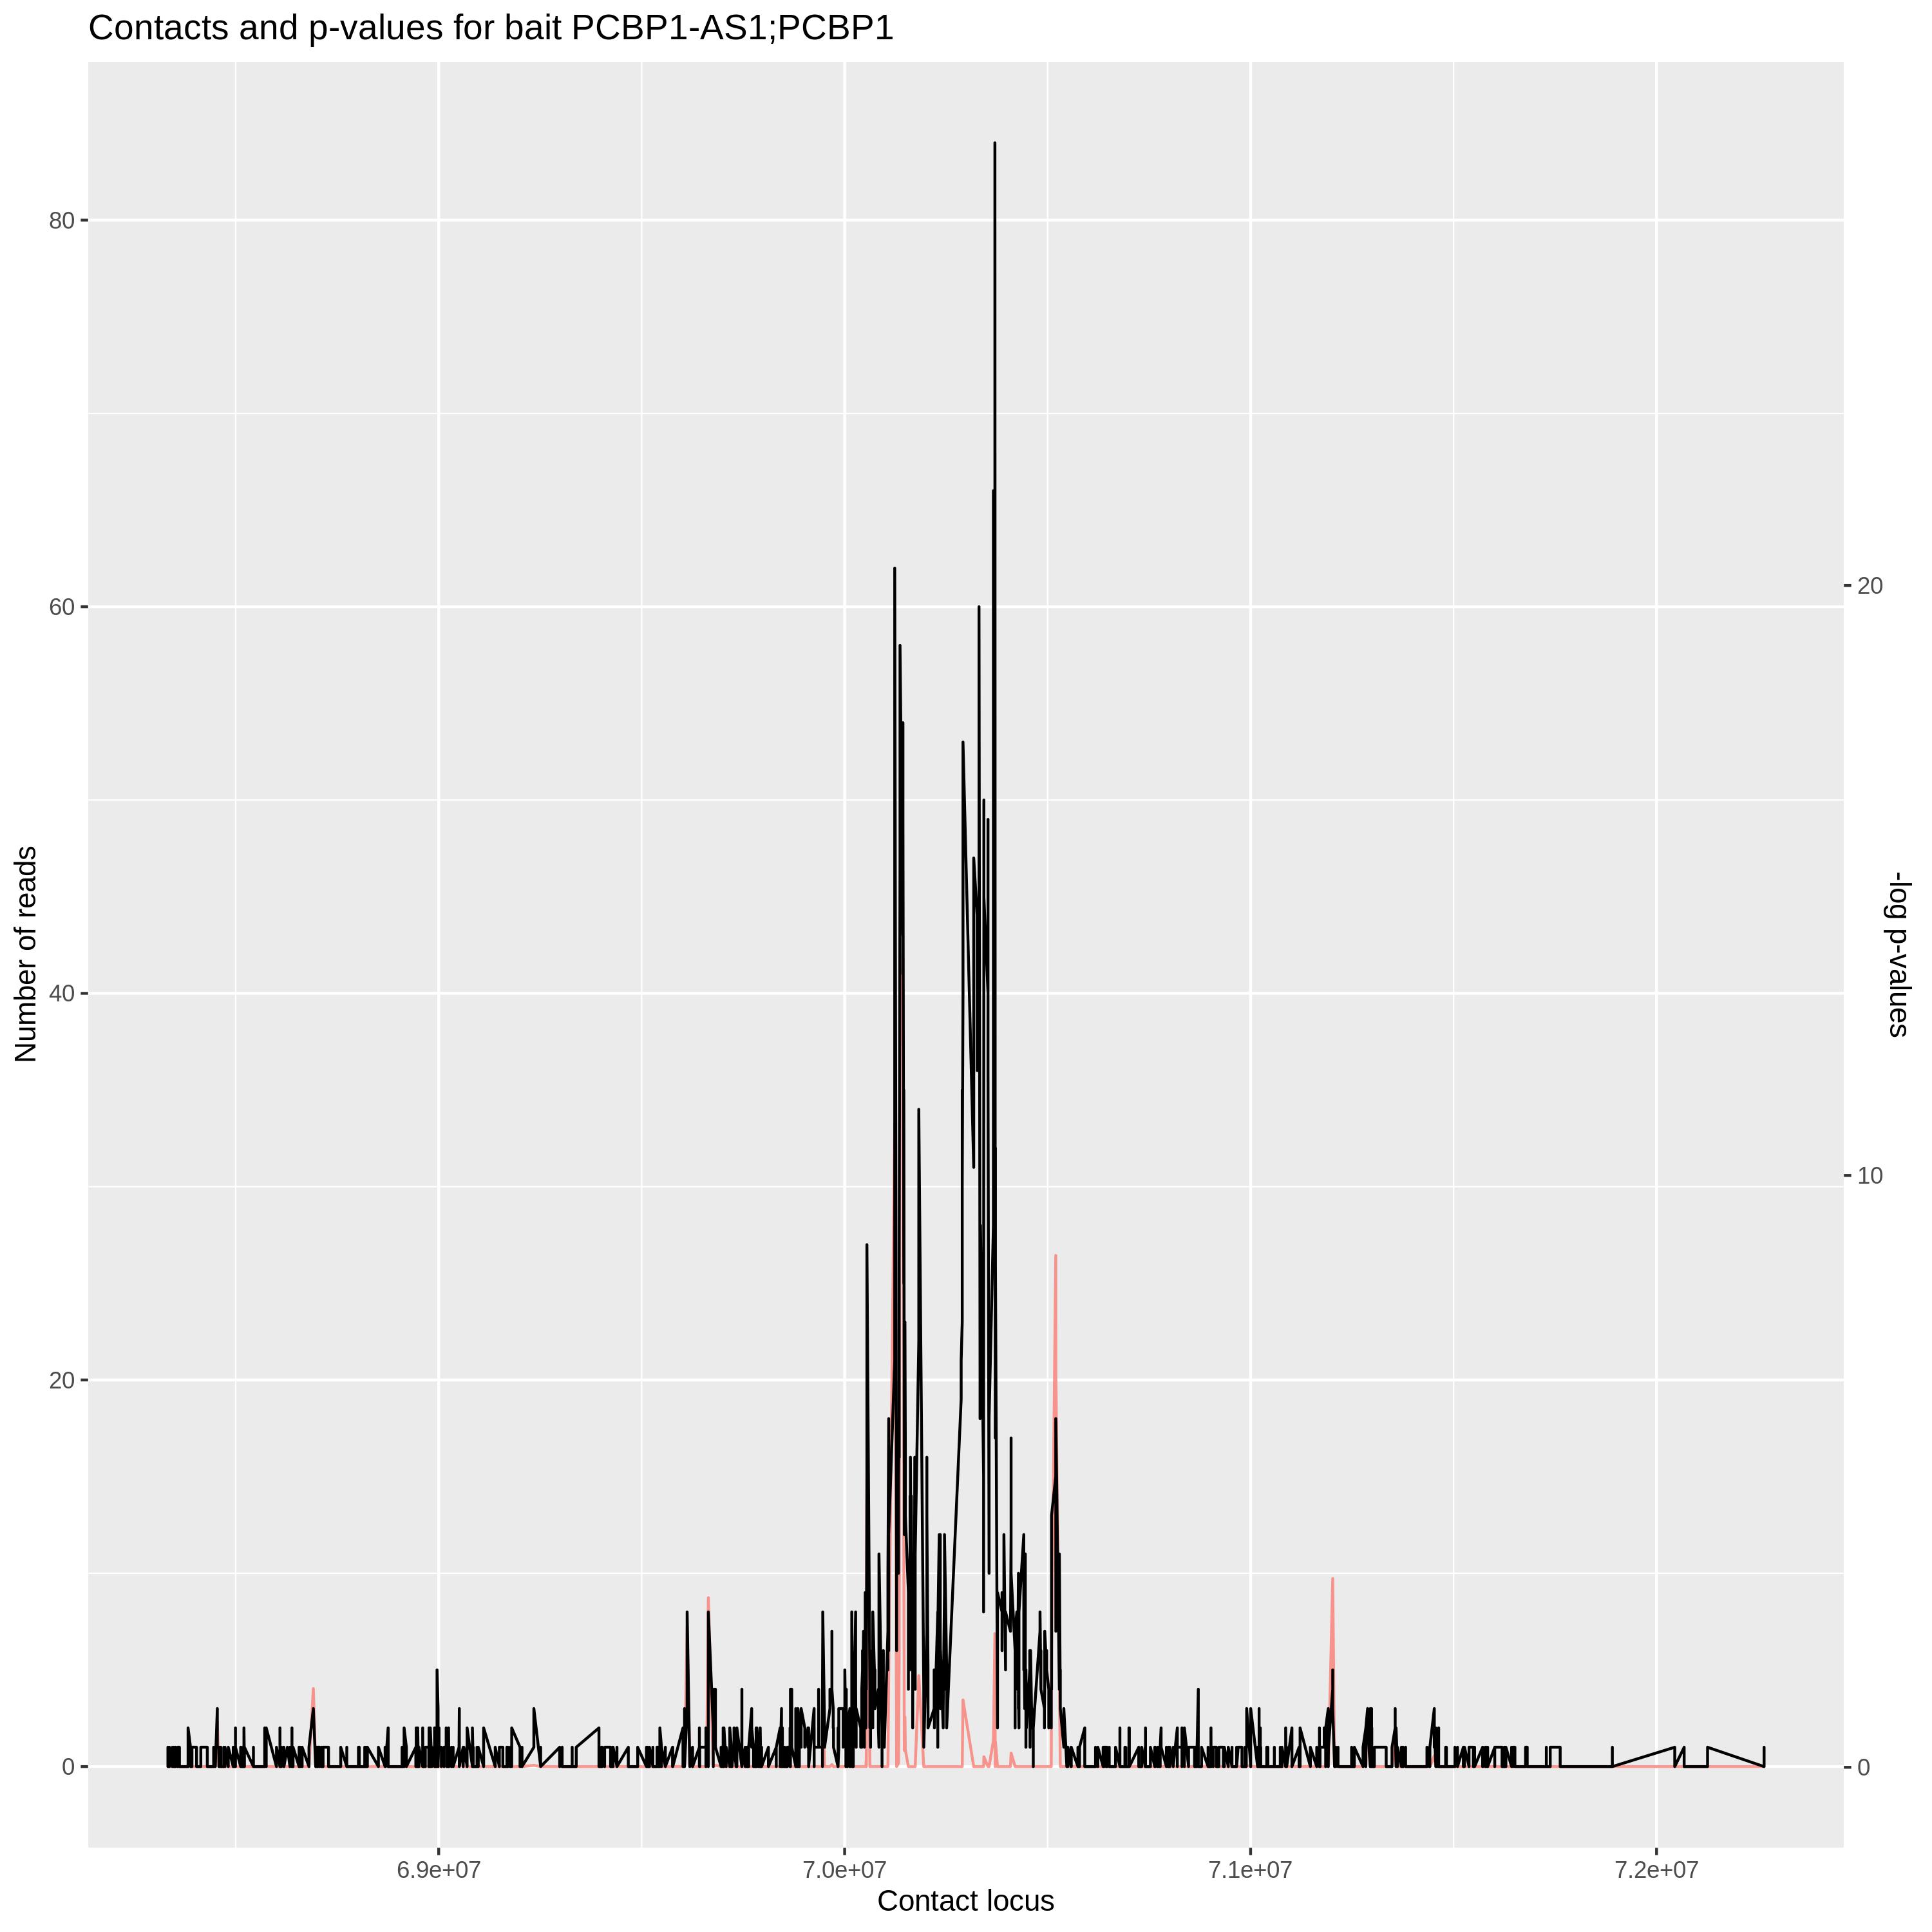 Contacts and p-values for bait PCBP1-AS1;PCBP1
80
60
40
20
0
Number of reads
20
10
0
-log p-values
6.9e+07 7.0e+07 7.1e+07 7.2e+07
Contact locus